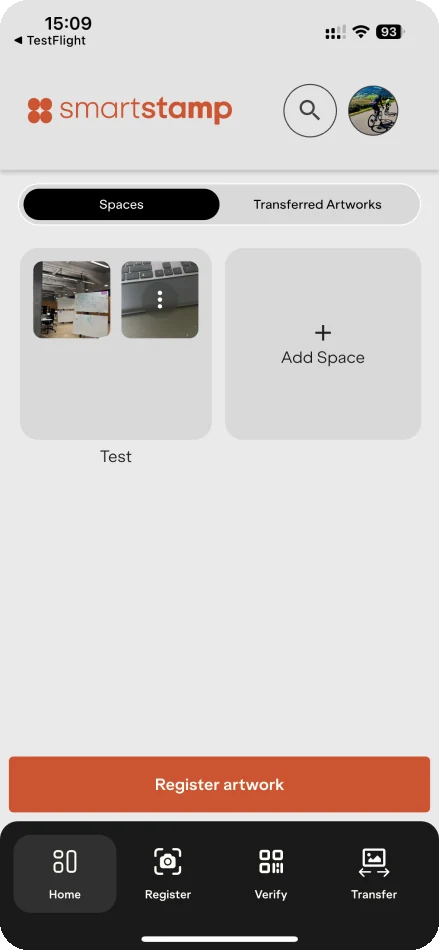 15:09
◀ TestFlight
93
smartstamp
Spaces
Transferred Artworks
+
Add Space
Test
Register artwork
Home
Register
Verify
Transfer